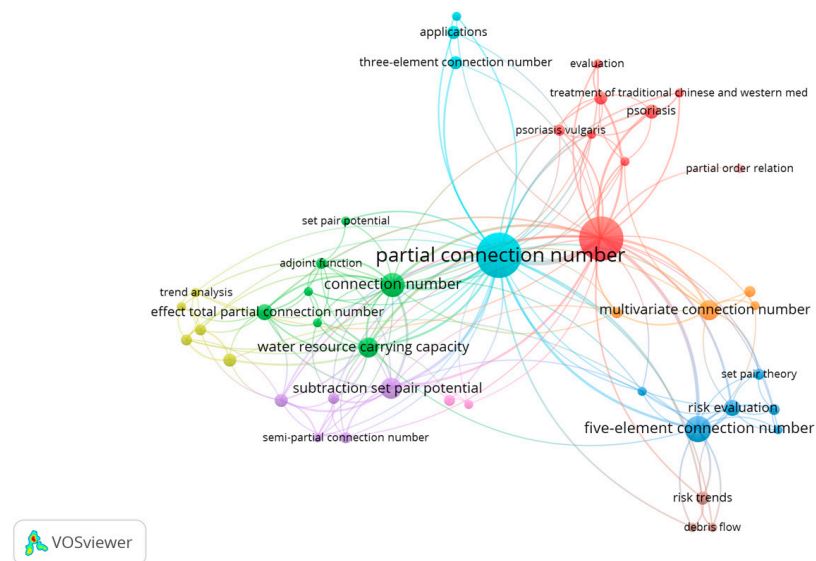 applications
three-element connection number
evaluation
treatment of traditional chinese and western med
psoriasis
psoriasis vulgaris
partial order relation
set pair potential
partial connection number
adjoint function
connection number
trend analysis
effect total partial connection number
multivariate connection number
water resource carrying capacity
set pair theory
subtraction set pair potential
risk evaluation
five-element connection number
semi-partial connection number
risk trends
debris flow
VOSviewer